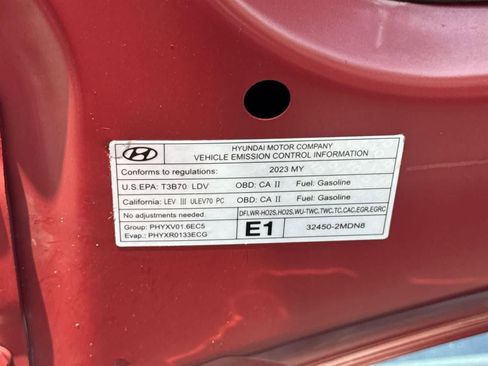 HYUNDAI MOTOR COMPANY
VEHICLE EMISSION CONTROL INFORMATION
Conforms to regulations: 2023 MY
U.S.EPA: T3B70 LDV OBD: CA II Fuel: Gasoline
California: LEV III ULEV70 PC OBD: CA II Fuel: Gasoline
No adjustments needed. DFI,WR-HO2S,HO2S,WU-TWC,TWC,TC,CAC,EGR,EGRC
Group: PHYXV01.6EC5
Evap.: PHYXR0133ECG
E1 32450-2MDN8